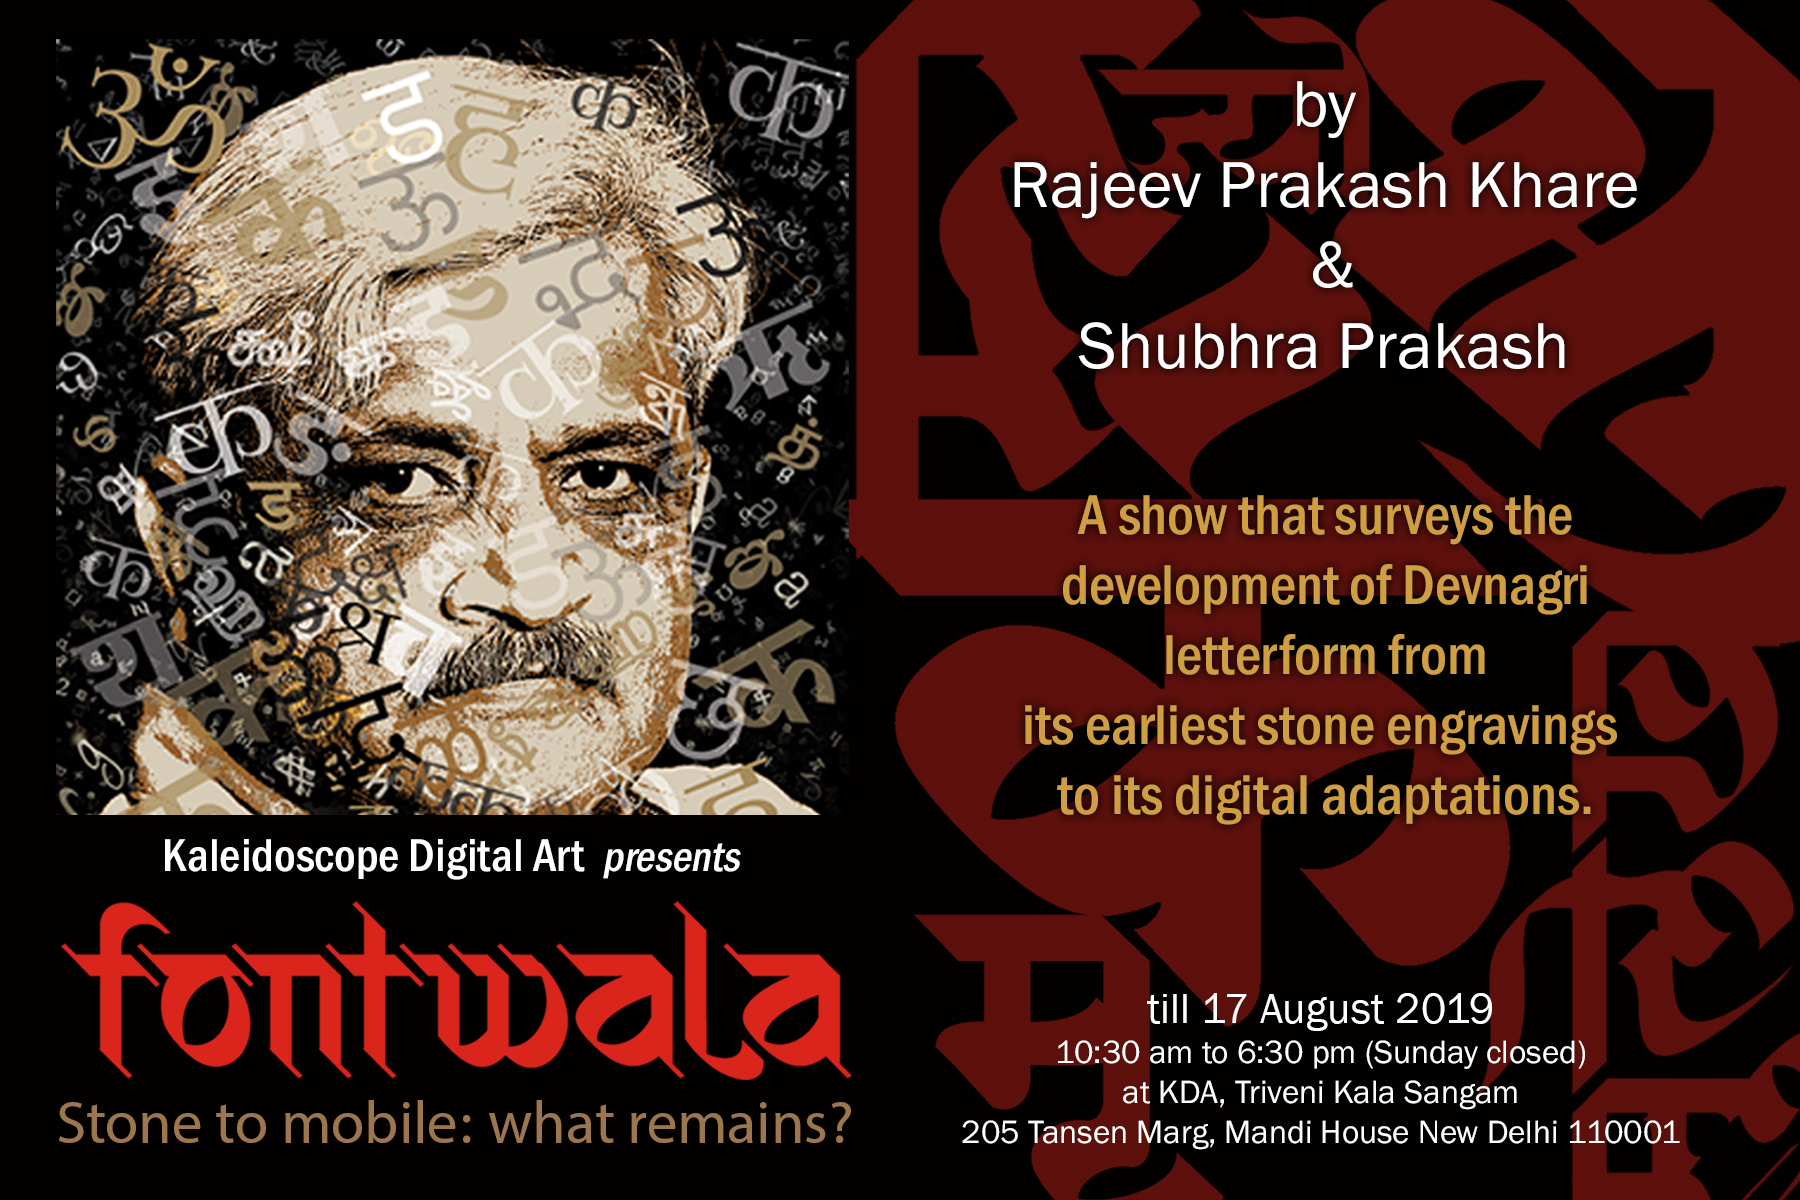 Kaleidoscope Digital Art presents
fontwala
Stone to mobile: what remains?
by
Rajeev Prakash Khare
&
Shubhra Prakash
A show that surveys the
development of Devnagri
letterform from
its earliest stone engravings
to its digital adaptations.
till 17 August 2019
10:30 am to 6:30 pm (Sunday closed)
at KDA, Triveni Kala Sangam
205 Tansen Marg, Mandi House New Delhi 110001